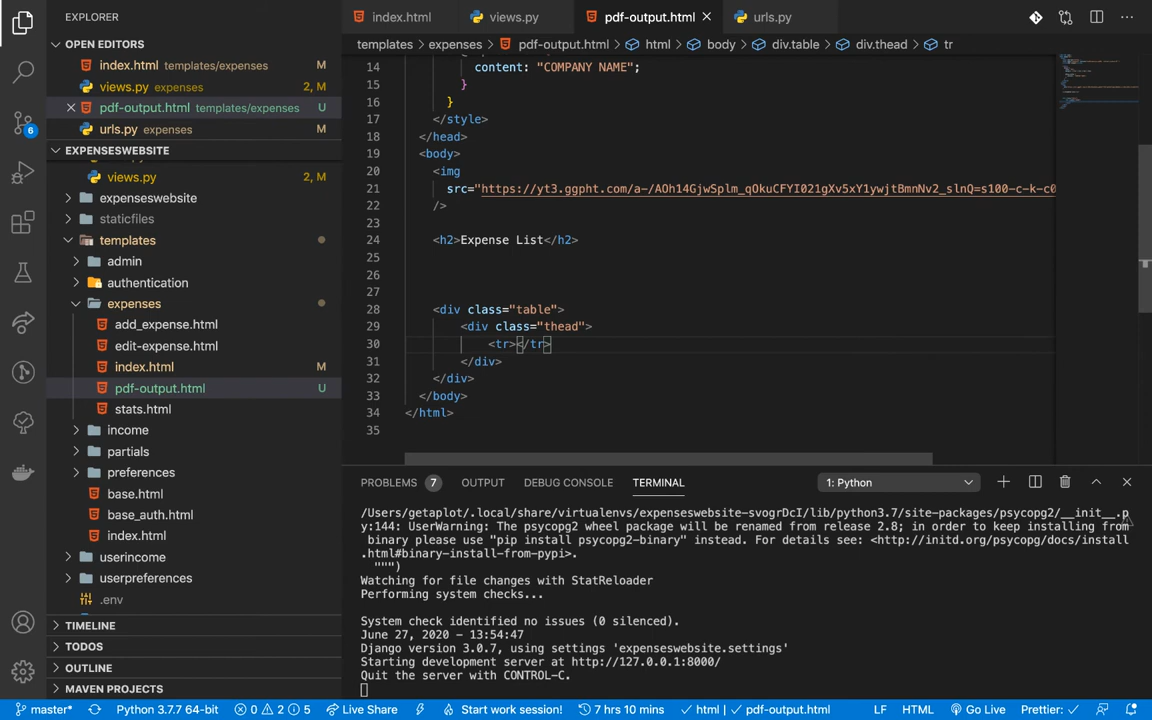 EXPLORER
OPEN EDITORS
index.html templates/expenses M
views.py expenses 2, M
pdf-output.html templates/expenses U
urls.py expenses M
EXPENSESWEBSITE
views.py 2, M
expenseswebsite
staticfiles
templates
admin
authentication
expenses
add_expense.html
edit-expense.html
index.html M
pdf-output.html U
stats.html
income
partials
preferences
base.html
base_auth.html
index.html
userincome
userpreferences
.env
TIMELINE
TODOS
OUTLINE
MAVEN PROJECTS
6
index.html views.py pdf-output.html urls.py
templates expenses pdf-output.html html body div.table div.thead tr
14 content: "COMPANY NAME";
15 }
16 }
17 </style>
18 </head>
19 <body>
20 <img
21 src="https://yt3.ggpht.com/a-/AOh14GjwSplm_qOkuCFYI021gXv5xY1ywjtBmnNv2_slnQ=s100-c-k-c0
22 />
23
24 <h2>Expense List</h2>
25
26
27
28 <div class="table">
29 <div class="thead">
30 <tr></tr>
31 </div>
32 </div>
33 </body>
34 </html>
35
PROBLEMS 7 OUTPUT DEBUG CONSOLE TERMINAL 1: Python
/Users/getaplot/.local/share/virtualenvs/expenseswebsite-svogrDcI/lib/python3.7/site-packages/psycopg2/__init__.p
y:144: UserWarning: The psycopg2 wheel package will be renamed from release 2.8; in order to keep installing from
binary please use "pip install psycopg2-binary" instead. For details see: <http://initd.org/psycopg/docs/install
.html#binary-install-from-pypi>.
""")
Watching for file changes with StatReloader
Performing system checks...
System check identified no issues (0 silenced).
June 27, 2020 - 13:54:47
Django version 3.0.7, using settings 'expenseswebsite.settings'
Starting development server at http://127.0.0.1:8000/
Quit the server with CONTROL-C.
master* Python 3.7.7 64-bit 0 2 5 Live Share Start work session! 7 hrs 10 mins html | pdf-output.html LF HTML Go Live Prettier: